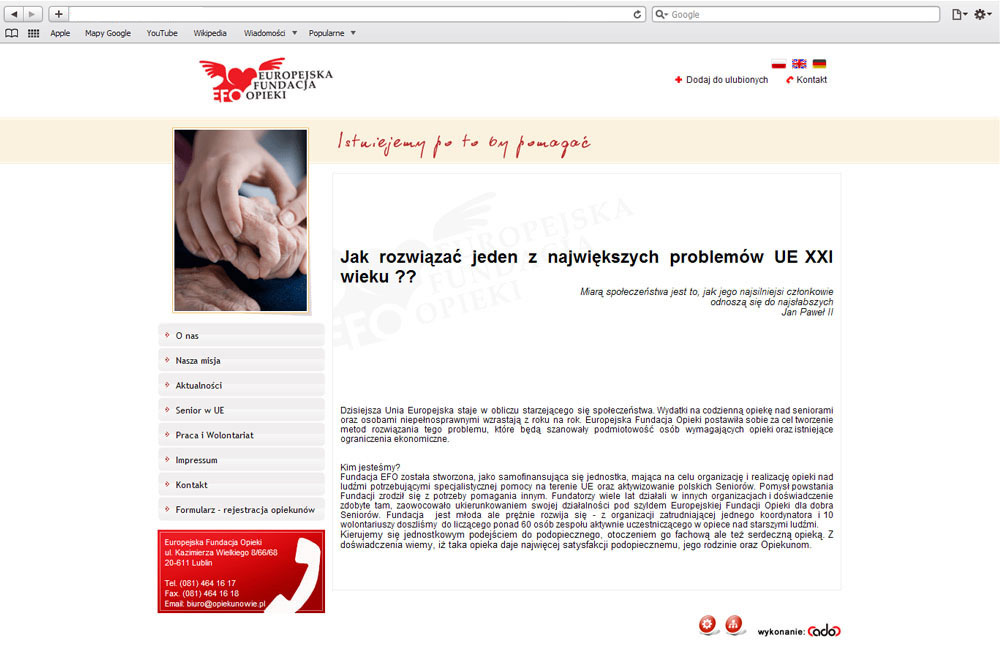 Google
Apple Mapy Google YouTube Wikipedia Wiadomości Popularne
EUROPEJSKA
FUNDACJA
EFO OPIEKI
Dodaj do ulubionych Kontakt
Istniejemy po to by pomagać
EUROPEJSKA
FUNDACJA
EFO OPIEKI
Jak rozwiązać jeden z największych problemów UE XXI
wieku ??
Miarą społeczeństwa jest to, jak jego najsilniejsi członkowie
odnoszą się do najsłabszych
Jan Paweł II
O nas
Nasza misja
Aktualności
Senior w UE
Praca i Wolontariat
Impressum
Kontakt
Formularz - rejestracja opiekunów
Dzisiejsza Unia Europejska staje w obliczu starzejącego się społeczeństwa. Wydatki na codzienną opiekę nad seniorami
oraz osobami niepełnosprawnymi wzrastają z roku na rok. Europejska Fundacja Opieki postawiła sobie za cel tworzenie
metod rozwiązania tego problemu, które będą szanowały podmiotowość osób wymagających opieki oraz istniejące
ograniczenia ekonomiczne.
Kim jesteśmy?
Fundacja EFO została stworzona, jako samofinansująca się jednostka, mająca na celu organizację i realizację opieki nad
ludźmi potrzebującymi specjalistycznej pomocy na terenie UE oraz aktywizowanie polskich Seniorów. Pomysł powstania
Fundacji zrodził się z potrzeby pomagania innym. Fundatorzy wiele lat działali w innych organizacjach i doświadczenie
zdobyte tam, zaowocowało ukierunkowaniem swojej działalności pod szyldem Europejskiej Fundacji Opieki dla dobra
Seniorów. Fundacja jest młoda ale prężnie rozwija się - z organizacji zatrudniającej jednego koordynatora i 10
wolontariuszy doszliśmy do liczącego ponad 60 osób zespołu aktywnie uczestniczącego w opiece nad starszymi ludźmi.
Kierujemy się jednostkowym podejściem do podopiecznego, otoczeniem go fachową ale też serdeczną opieką. Z
doświadczenia wiemy, iż taka opieka daje najwięcej satysfakcji podopiecznemu, jego rodzinie oraz Opiekunom.
Europejska Fundacja Opieki
ul. Kazimierza Wielkiego 8/66/68
20-611 Lublin
Tel. (081) 464 16 17
Fax. (081) 464 16 18
Email: biuro@opiekunowie.pl
wykonanie: ado